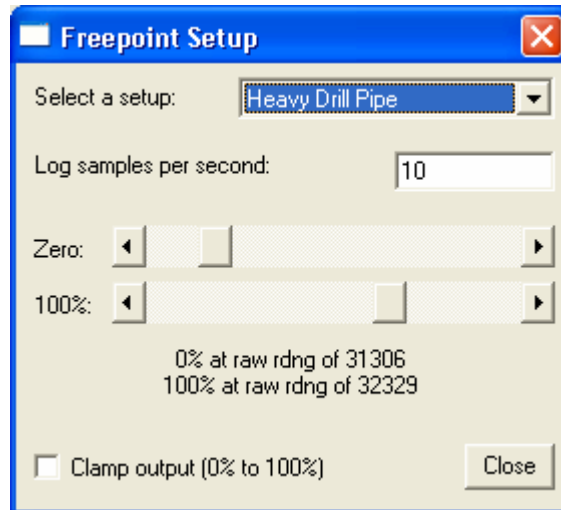 Freepoint Setup
Select a setup: Heavy Drill Pipe
Log samples per second: 10
Zero:
100%:
0% at raw rdng of 31306
100% at raw rdng of 32329
Clamp output (0% to 100%) Close